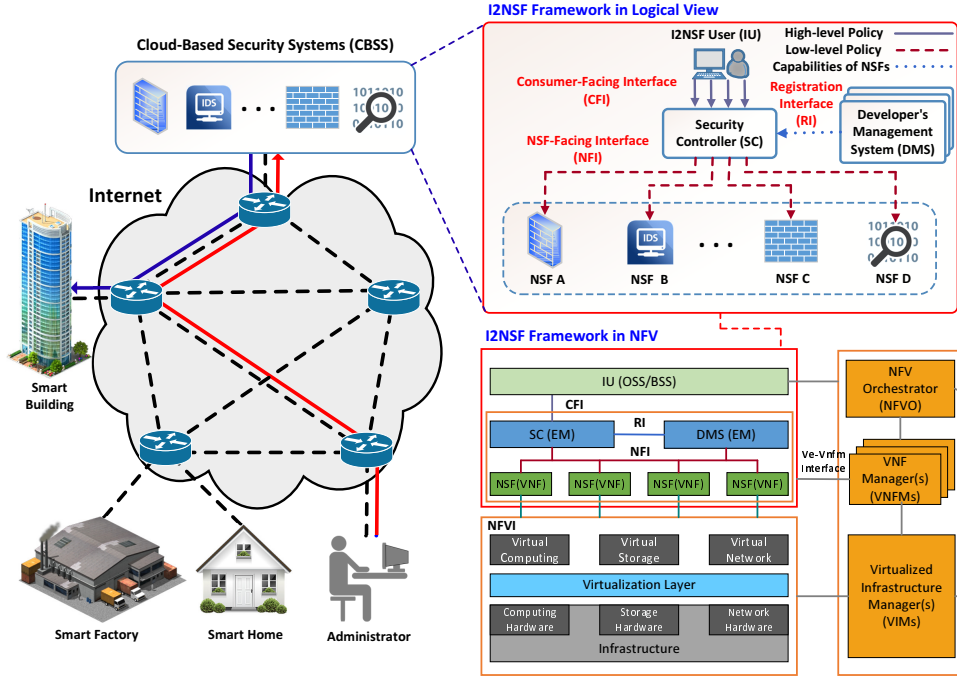 Cloud-Based Security Systems (CBSS)
IDS
1011010
Internet
Smart
Building
Smart Factory
Smart Home
Administrator
I2NSF Framework in Logical View
I2NSF User (IU)
High-level Policy
Low-level Policy
Capabilities of NSFs
Consumer-Facing Interface
(CFI)
Registration
Interface
(RI)
Security
Controller (SC)
Developer's
Management
System (DMS)
NSF-Facing Interface
(NFI)
IDS
1011010
NSF A
NSF B
NSF C
NSF D
I2NSF Framework in NFV
IU (OSS/BSS)
CFI
SC (EM)
RI
DMS (EM)
NFI
NSF(VNF)
NSF(VNF)
NSF(VNF)
NSF(VNF)
NFVI
Virtual
Computing
Virtual
Storage
Virtual
Network
Virtualization Layer
Computing
Hardware
Storage
Hardware
Network
Hardware
Infrastructure
NFV
Orchestrator
(NFVO)
Ve-Vnfm
Interface
VNF
Manager(s)
(VNFMs)
Virtualized
Infrastructure
Manager(s)
(VIMs)